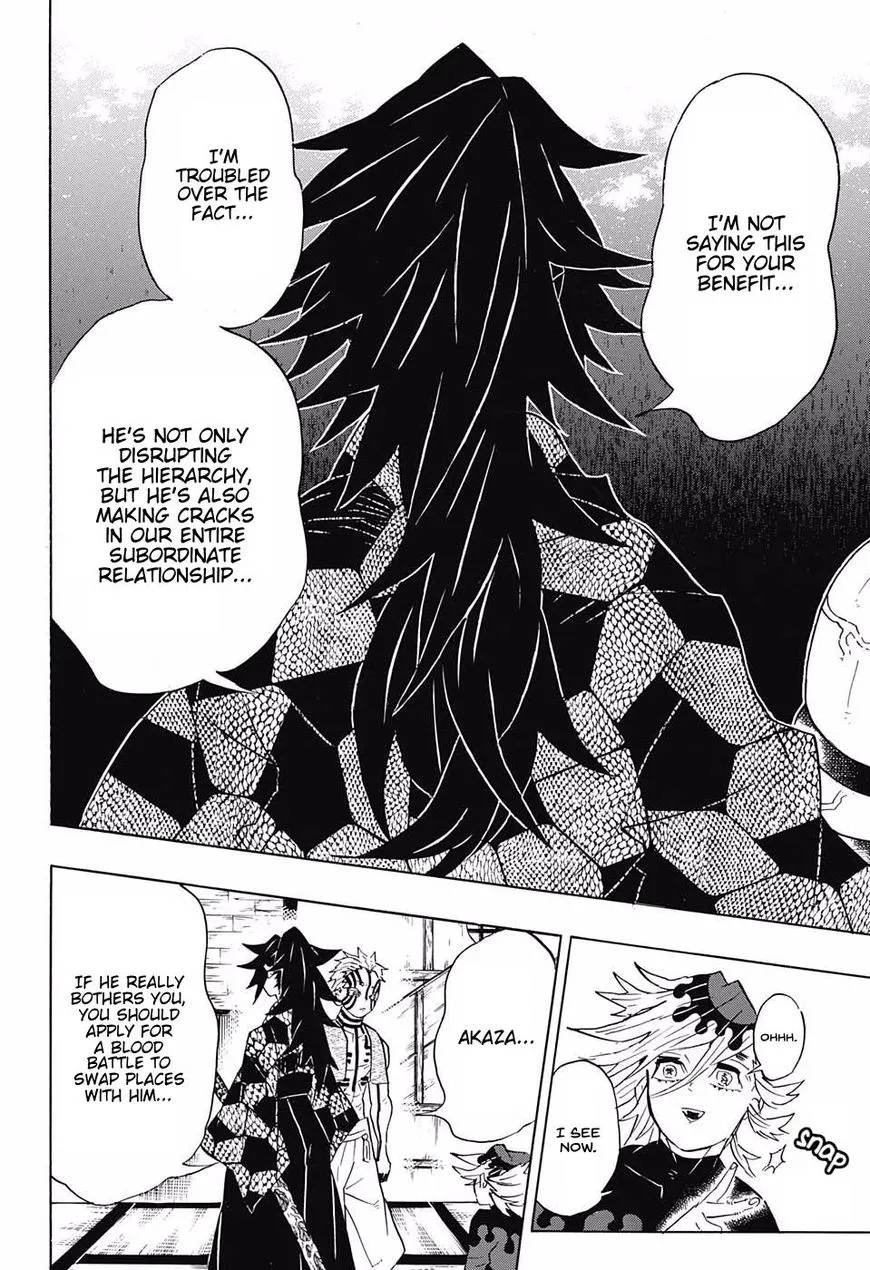 I'M NOT
SAYING THIS
FOR YOUR
BENEFIT...
I'M
TROUBLED
OVER THE
FACT...
HE'S NOT ONLY
DISRUPTING
THE HIERARCHY,
BUT HE'S ALSO
MAKING CRACKS
IN OUR ENTIRE
SUBORDINATE
RELATIONSHIP...
OHHH.
I SEE
NOW.
SNAP
AKAZA...
IF HE REALLY
BOTHERS YOU,
YOU SHOULD
APPLY FOR
A BLOOD
BATTLE TO
SWAP PLACES
WITH HIM...